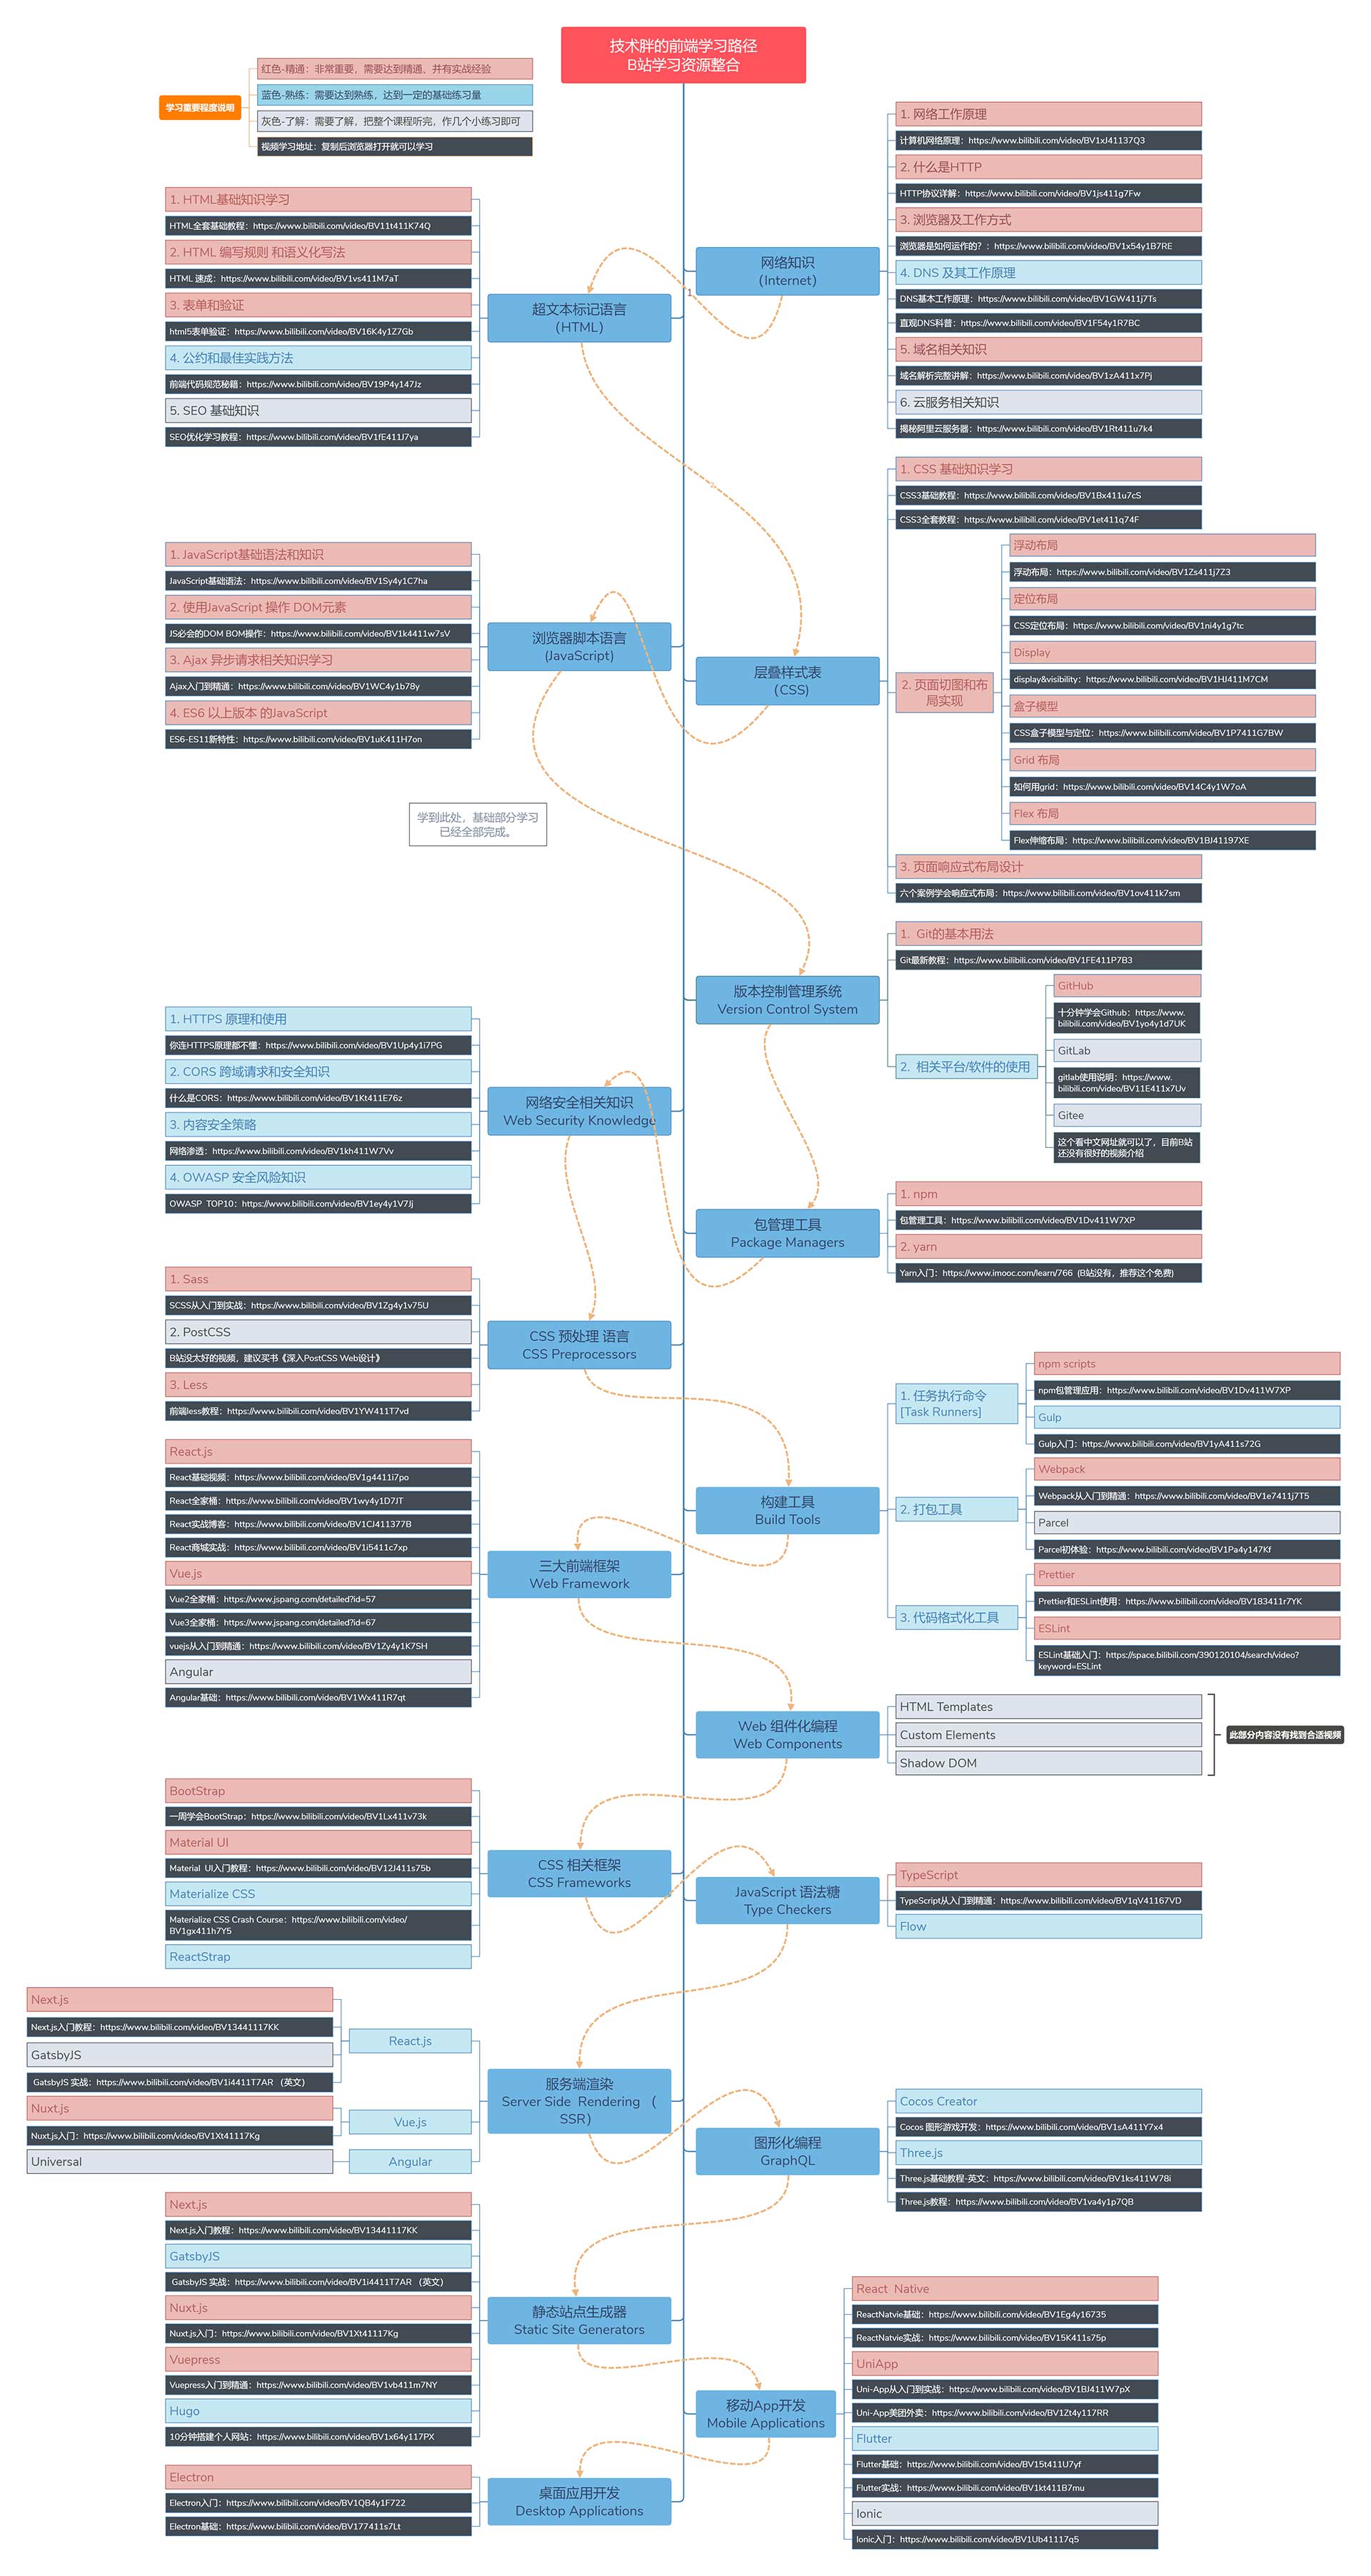 技术胖的前端学习路径
B站学习资源整合
学习重要程度说明
红色-精通：非常重要，需要达到精通、并有实战经验
蓝色-熟练：需要达到熟练，达到一定的基础练习量
灰色-了解：需要了解，把整个课程听完，作几个小练习即可
视频学习地址：复制后浏览器打开就可以学习
网络知识
(Internet)
1. 网络工作原理
计算机网络原理：https://www.bilibili.com/video/BV1xJ41137Q3
2. 什么是HTTP
HTTP协议详解：https://www.bilibili.com/video/BV1js411g7Fw
3. 浏览器及工作方式
浏览器是如何运作的？：https://www.bilibili.com/video/BV1x54y1B7RE
4. DNS 及其工作原理
DNS基本工作原理：https://www.bilibili.com/video/BV1GW411j7Ts
直观DNS科普：https://www.bilibili.com/video/BV1F54y1R7BC
5. 域名相关知识
域名解析完整讲解：https://www.bilibili.com/video/BV1zA411x7Pj
6. 云服务相关知识
揭秘阿里云服务器：https://www.bilibili.com/video/BV1Rt411u7k4
1
超文本标记语言
（HTML）
1. HTML基础知识学习
HTML全套基础教程：https://www.bilibili.com/video/BV11t411K74Q
2. HTML 编写规则 和语义化写法
HTML 速成：https://www.bilibili.com/video/BV1vs411M7aT
3. 表单和验证
html5表单验证：https://www.bilibili.com/video/BV16K4y1Z7Gb
4. 公约和最佳实践方法
前端代码规范秘籍：https://www.bilibili.com/video/BV19P4y147Jz
5. SEO 基础知识
SEO优化学习教程：https://www.bilibili.com/video/BV1fE411J7ya
层叠样式表
（CSS)
1. CSS 基础知识学习
CSS3基础教程：https://www.bilibili.com/video/BV1Bx411u7cS
CSS3全套教程：https://www.bilibili.com/video/BV1et411q74F
2. 页面切图和布
局实现
浮动布局
浮动布局：https://www.bilibili.com/video/BV1Zs411j7Z3
定位布局
CSS定位布局：https://www.bilibili.com/video/BV1ni4y1g7tc
Display
display&visibility：https://www.bilibili.com/video/BV1HJ411M7CM
盒子模型
CSS盒子模型与定位：https://www.bilibili.com/video/BV1P7411G7BW
Grid 布局
如何用grid：https://www.bilibili.com/video/BV14C4y1W7oA
Flex 布局
Flex伸缩布局：https://www.bilibili.com/video/BV1BJ41197XE
3. 页面响应式布局设计
六个案例学会响应式布局：https://www.bilibili.com/video/BV1ov411k7sm
浏览器脚本语言
(JavaScript)
1. JavaScript基础语法和知识
JavaScript基础语法：https://www.bilibili.com/video/BV1Sy4y1C7ha
2. 使用JavaScript 操作 DOM元素
JS必会的DOM BOM操作：https://www.bilibili.com/video/BV1k4411w7sV
3. Ajax 异步请求相关知识学习
Ajax入门到精通：https://www.bilibili.com/video/BV1WC4y1b78y
4. ES6 以上版本 的JavaScript
ES6-ES11新特性：https://www.bilibili.com/video/BV1uK411H7on
学到此处，基础部分学习
已经全部完成。
版本控制管理系统
Version Control System
1. Git的基本用法
Git最新教程：https://www.bilibili.com/video/BV1FE411P7B3
2. 相关平台/软件的使用
GitHub
十分钟学会Github：https://www.
bilibili.com/video/BV1yo4y1d7UK
GitLab
gitlab使用说明：https://www.
bilibili.com/video/BV11E411x7Uv
Gitee
这个看中文网址就可以了，目前B站
还没有很好的视频介绍
包管理工具
Package Managers
1. npm
包管理工具：https://www.bilibili.com/video/BV1Dv411W7XP
2. yarn
Yarn入门：https://www.imooc.com/learn/766 (B站没有，推荐这个免费)
网络安全相关知识
Web Security Knowledge
1. HTTPS 原理和使用
你连HTTPS原理都不懂：https://www.bilibili.com/video/BV1Up4y1i7PG
2. CORS 跨域请求和安全知识
什么是CORS：https://www.bilibili.com/video/BV1Kt411E76z
3. 内容安全策略
网络渗透：https://www.bilibili.com/video/BV1kh411W7Vv
4. OWASP 安全风险知识
OWASP TOP10：https://www.bilibili.com/video/BV1ey4y1V7Jj
CSS 预处理 语言
CSS Preprocessors
1. Sass
SCSS从入门到实战：https://www.bilibili.com/video/BV1Zg4y1v75U
2. PostCSS
B站没太好的视频，建议买书《深入PostCSS Web设计》
3. Less
前端less教程：https://www.bilibili.com/video/BV1YW411T7vd
构建工具
Build Tools
1. 任务执行命令
[Task Runners]
npm scripts
npm包管理应用：https://www.bilibili.com/video/BV1Dv411W7XP
Gulp
Gulp入门：https://www.bilibili.com/video/BV1yA411s72G
2. 打包工具
Webpack
Webpack从入门到精通：https://www.bilibili.com/video/BV1e7411j7T5
Parcel
Parcel初体验：https://www.bilibili.com/video/BV1Pa4y147Kf
3. 代码格式化工具
Prettier
Prettier和ESLint使用：https://www.bilibili.com/video/BV183411r7YK
ESLint
ESLint基础入门：https://space.bilibili.com/390120104/search/video?
keyword=ESLint
三大前端框架
Web Framework
React.js
React基础视频：https://www.bilibili.com/video/BV1g4411i7po
React全家桶：https://www.bilibili.com/video/BV1wy4y1D7JT
React实战博客：https://www.bilibili.com/video/BV1CJ411377B
React商城实战：https://www.bilibili.com/video/BV1i5411c7xp
Vue.js
Vue2全家桶：https://www.jspang.com/detailed?id=57
Vue3全家桶：https://www.jspang.com/detailed?id=67
vuejs从入门到精通：https://www.bilibili.com/video/BV1Zy4y1K7SH
Angular
Angular基础：https://www.bilibili.com/video/BV1Wx411R7qt
Web 组件化编程
Web Components
HTML Templates
Custom Elements
Shadow DOM
此部分内容没有找到合适视频
CSS 相关框架
CSS Frameworks
BootStrap
一周学会BootStrap：https://www.bilibili.com/video/BV1Lx411v73k
Material UI
Material UI入门教程：https://www.bilibili.com/video/BV12J411s75b
Materialize CSS
Materialize CSS Crash Course：https://www.bilibili.com/video/
BV1gx411h7Y5
ReactStrap
JavaScript 语法糖
Type Checkers
TypeScript
TypeScript从入门到精通：https://www.bilibili.com/video/BV1qV41167VD
Flow
服务端渲染
Server Side Rendering （
SSR）
React.js
Next.js
Next.js入门教程：https://www.bilibili.com/video/BV13441117KK
GatsbyJS
GatsbyJS 实战：https://www.bilibili.com/video/BV1i4411T7AR （英文）
Vue.js
Nuxt.js
Nuxt.js入门：https://www.bilibili.com/video/BV1Xt41117Kg
Angular
Universal
图形化编程
GraphQL
Cocos Creator
Cocos 图形游戏开发：https://www.bilibili.com/video/BV1sA411Y7x4
Three.js
Three.js基础教程-英文：https://www.bilibili.com/video/BV1ks411W78i
Three.js教程：https://www.bilibili.com/video/BV1va4y1p7QB
静态站点生成器
Static Site Generators
Next.js
Next.js入门教程：https://www.bilibili.com/video/BV13441117KK
GatsbyJS
GatsbyJS 实战：https://www.bilibili.com/video/BV1i4411T7AR （英文）
Nuxt.js
Nuxt.js入门：https://www.bilibili.com/video/BV1Xt41117Kg
Vuepress
Vuepress入门到精通：https://www.bilibili.com/video/BV1vb411m7NY
Hugo
10分钟搭建个人网站：https://www.bilibili.com/video/BV1x64y117PX
移动App开发
Mobile Applications
React Native
ReactNatvie基础：https://www.bilibili.com/video/BV1Eg4y16735
ReactNatvie实战：https://www.bilibili.com/video/BV15K411s75p
UniApp
Uni-App从入门到实战：https://www.bilibili.com/video/BV1BJ411W7pX
Uni-App美团外卖：https://www.bilibili.com/video/BV1Zt4y117RR
Flutter
Flutter基础：https://www.bilibili.com/video/BV15t411U7yf
Flutter实战：https://www.bilibili.com/video/BV1kt411B7mu
Ionic
Ionic入门：https://www.bilibili.com/video/BV1Ub41117q5
桌面应用开发
Desktop Applications
Electron
Electron入门：https://www.bilibili.com/video/BV1QB4y1F722
Electron基础：https://www.bilibili.com/video/BV177411s7Lt